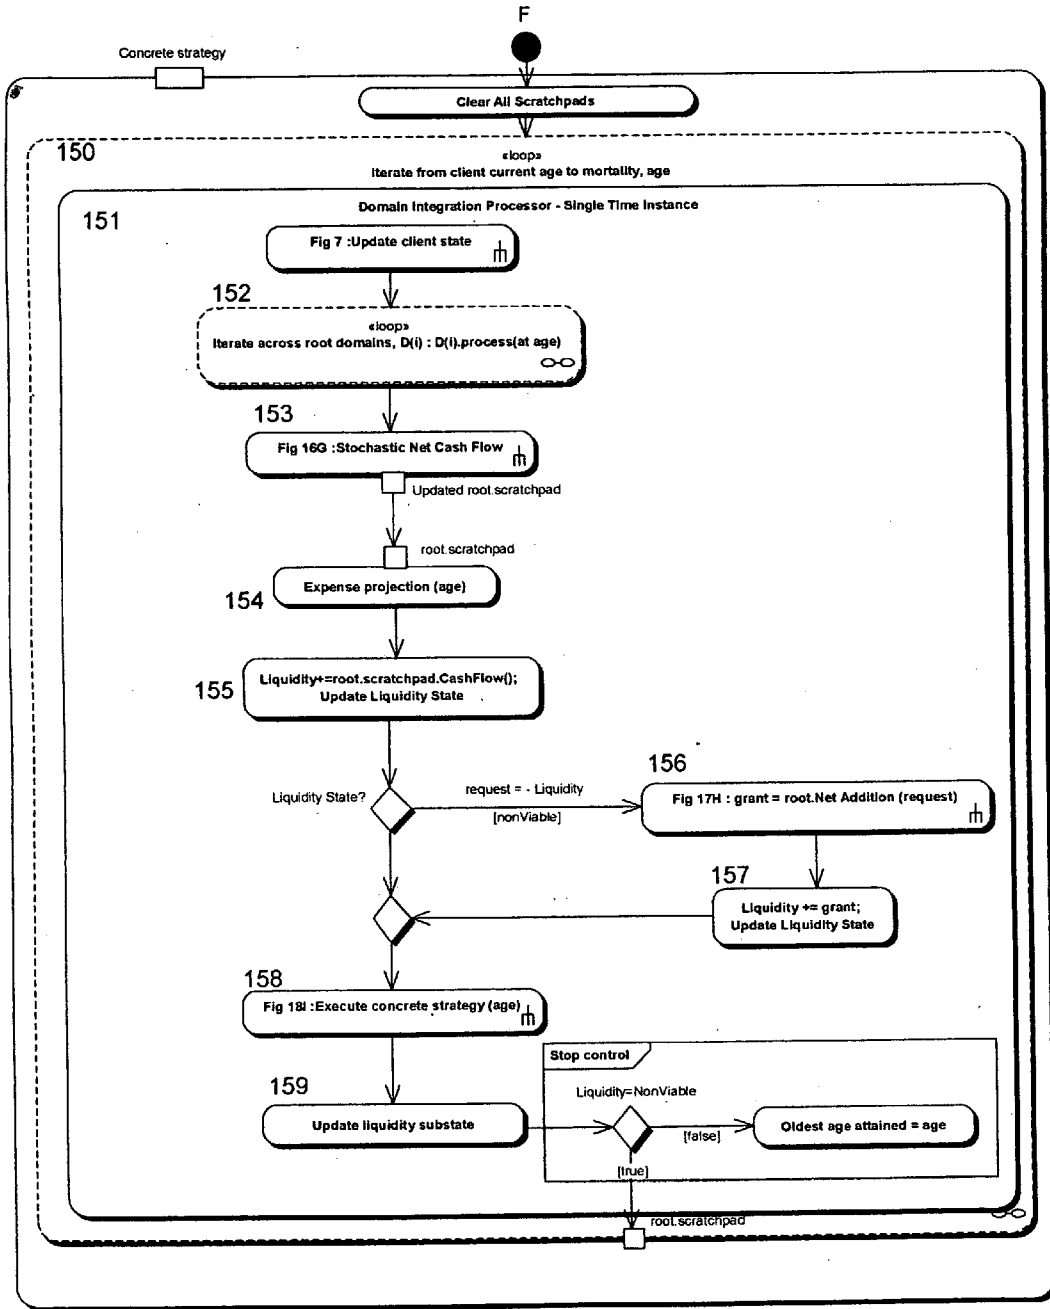 F
Concrete strategy
Clear All Scratchpads
150
«loop»
Iterate from client current age to mortality, age
151
Domain Integration Processor - Single Time Instance
Fig 7 :Update client state
152
«loop»
Iterate across root domains, D(i) : D(i).process(at age)
153
Fig 16G :Stochastic Net Cash Flow
Updated root.scratchpad
root.scratchpad
154
Expense projection (age)
155
Liquidity+=root.scratchpad.CashFlow();
Update Liquidity State
156
Liquidity State?
request = - Liquidity
[nonViable]
Fig 17H : grant = root.Net Addition (request)
157
Liquidity += grant;
Update Liquidity State
158
Fig 18I :Execute concrete strategy (age)
Stop control
159
Liquidity=NonViable
Update liquidity substate
[false]
Oldest age attained = age
[true]
root.scratchpad